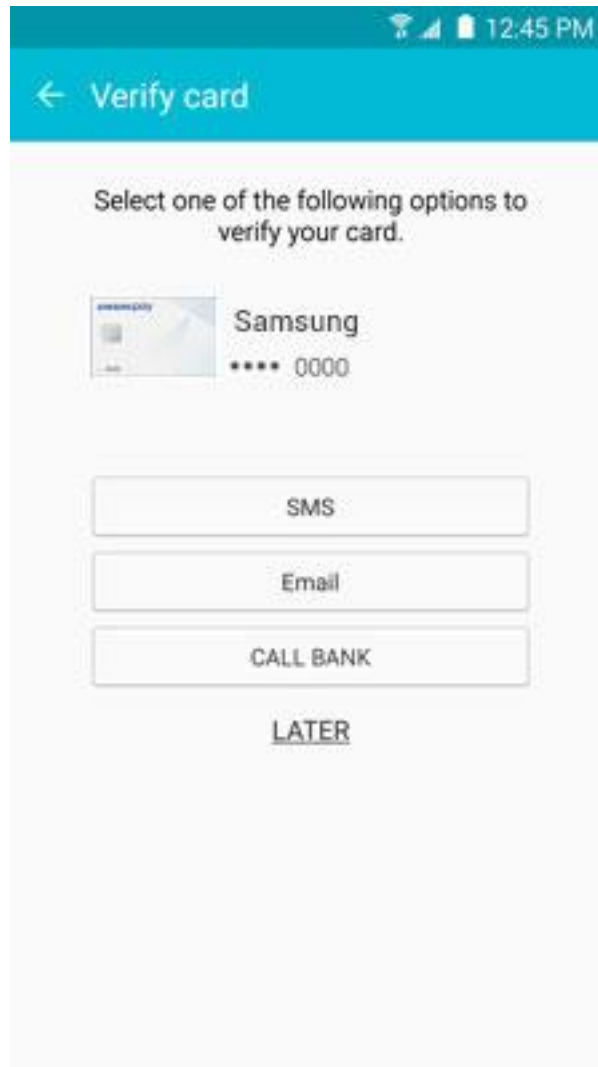 12:45 PM
Verify card
Select one of the following options to
verify your card.
Samsung
•••• 0000
SMS
Email
CALL BANK
LATER